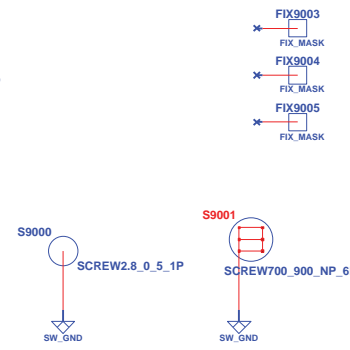 FIX9003
FIX_MASK
FIX9004
FIX_MASK
FIX9005
FIX_MASK
S9001
S9000
SCREW2.8_0_5_1P
SCREW700_900_NP_6
SW_GND
SW_GND